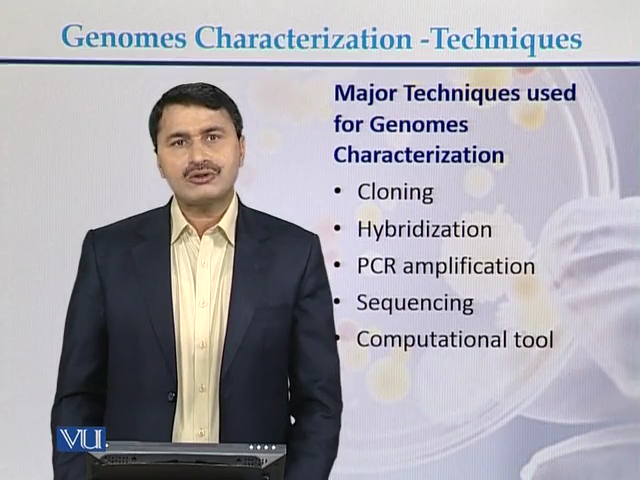 Genomes Characterization -Techniques
Major Techniques used
for Genomes
Characterization
• Cloning
• Hybridization
• PCR amplification
• Sequencing
• Computational tool
VU.